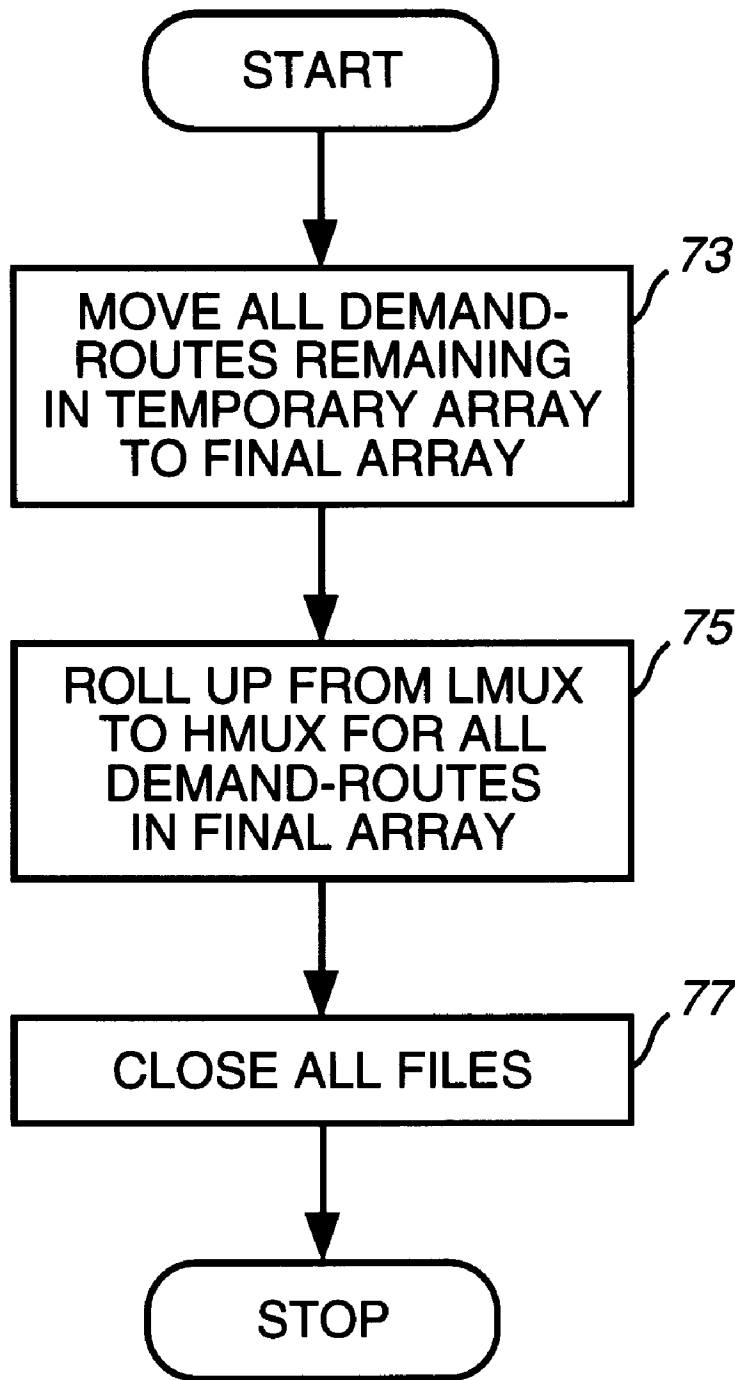 START
73
MOVE ALL DEMAND-
ROUTES REMAINING
IN TEMPORARY ARRAY
TO FINAL ARRAY
75
ROLL UP FROM LMUX
TO HMUX FOR ALL
DEMAND-ROUTES
IN FINAL ARRAY
77
CLOSE ALL FILES
STOP